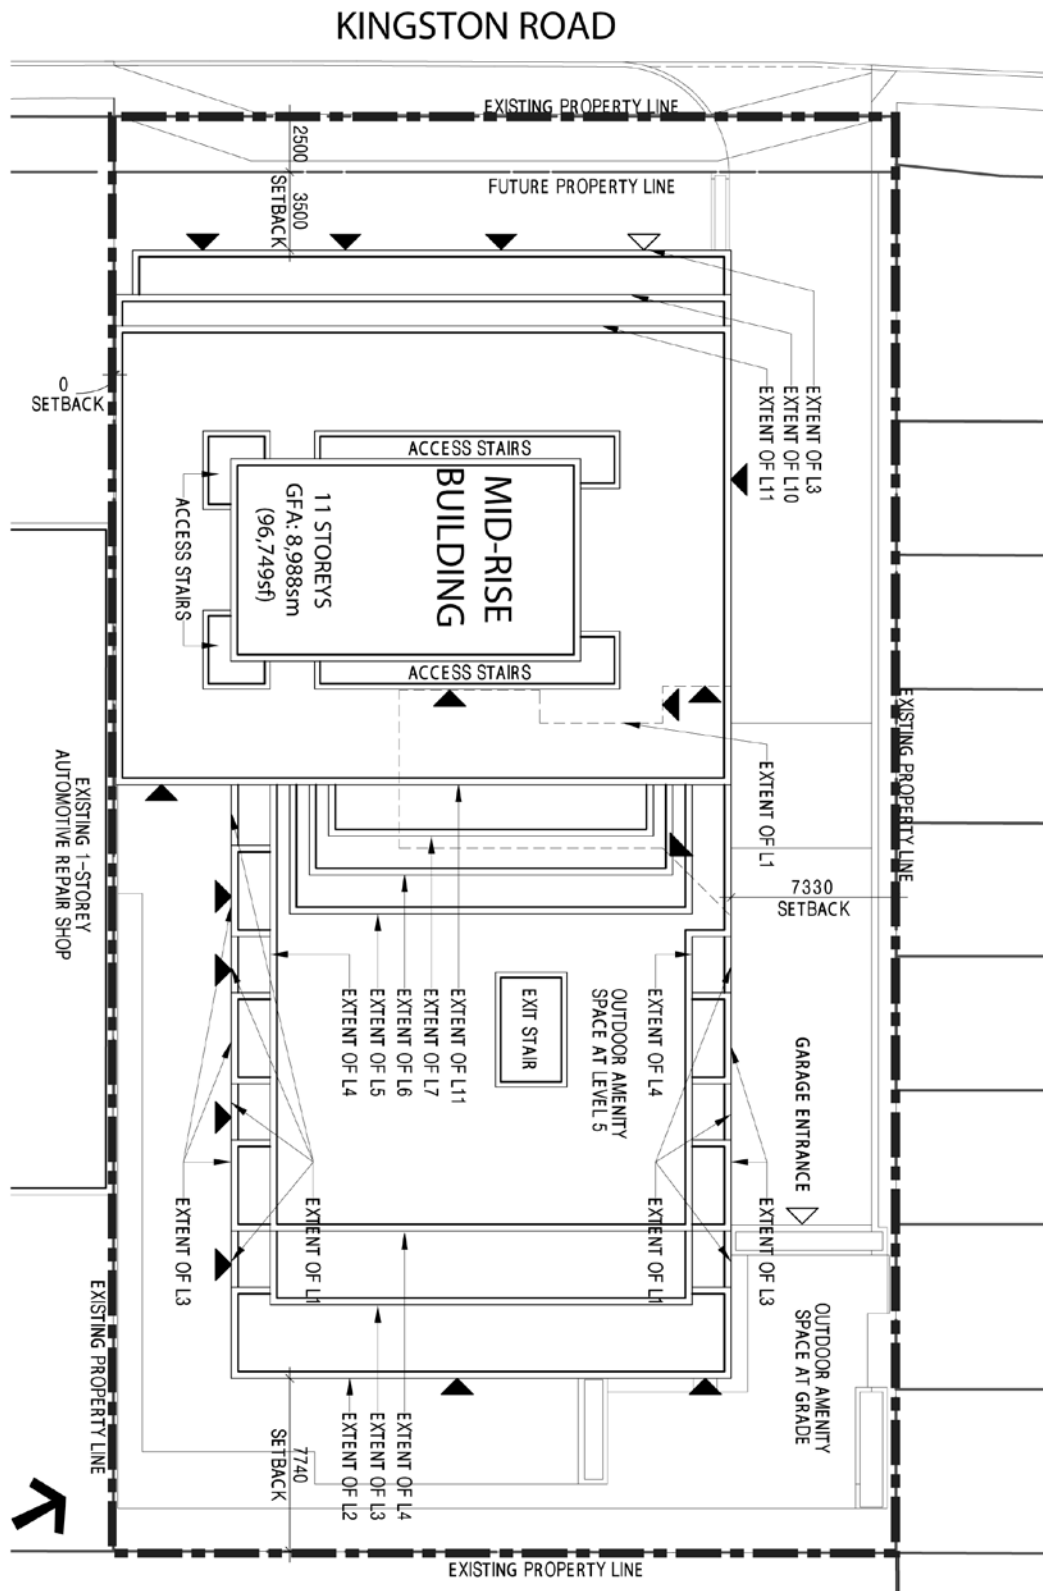 KINGSTON ROAD
EXISTING PROPERTY LINE
2500
FUTURE PROPERTY LINE
3500
SETBACK
0
SETBACK
EXTENT OF L3
EXTENT OF L10
EXTENT OF L11
ACCESS STAIRS
ACCESS STAIRS
MID-RISE
BUILDING
11 STOREYS
GFA: 8,988sm
(96,749sf)
ACCESS STAIRS
EXISTING PROPERTY LINE
EXISTING 1-STOREY
AUTOMOTIVE REPAIR SHOP
EXTENT OF L1
7330
SETBACK
EXTENT OF L4
EXTENT OF L5
EXTENT OF L6
EXTENT OF L7
EXTENT OF L11
EXIT STAIR
OUTDOOR AMENITY
SPACE AT LEVEL 5
EXTENT OF L4
GARAGE ENTRANCE
EXTENT OF L3
EXTENT OF L1
EXTENT OF L1
EXTENT OF L3
EXISTING PROPERTY LINE
OUTDOOR AMENITY
SPACE AT GRADE
7740
SETBACK
EXTENT OF L2
EXTENT OF L3
EXTENT OF L4
EXISTING PROPERTY LINE